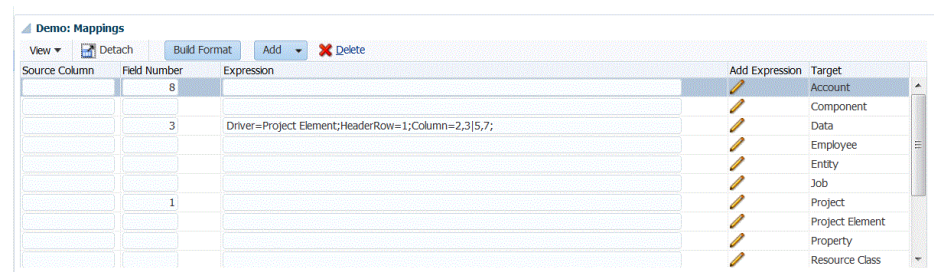 Demo: Mappings
View Detach Build Format Add Delete
Source Column Field Number Expression Add Expression Target
8 Account
Component
3 Driver=Project Element;HeaderRow=1;Column=2,3|5,7; Data
Employee
Entity
Job
1 Project
Project Element
Property
Resource Class